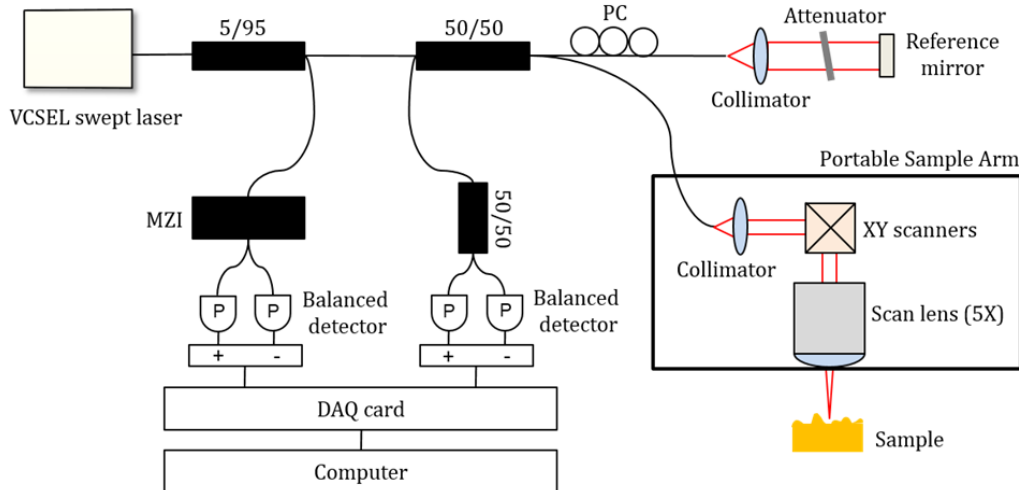 5/95
50/50
PC
Attenuator
Reference
mirror
Collimator
VCSEL swept laser
Portable Sample Arm
MZI
50/50
XY scanners
Collimator
P
P
Balanced
detector
P
P
Balanced
detector
Scan lens (5X)
+
-
+
-
DAQ card
Sample
Computer